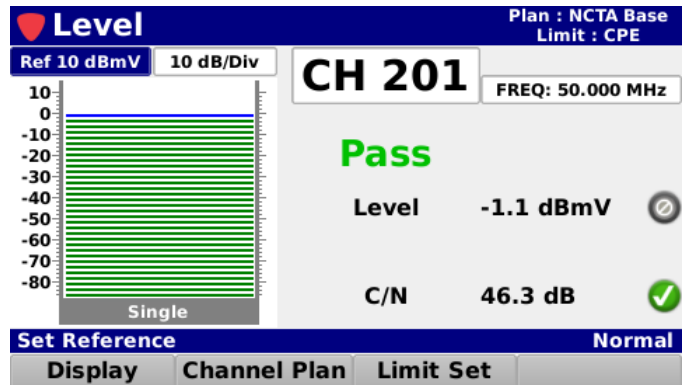 Level
Plan : NCTA Base
Limit : CPE
Ref 10 dBmV
10 dB/Div
CH 201
FREQ: 50.000 MHz
10
0
-10
-20
-30
-40
-50
-60
-70
-80
Single
Pass
Level -1.1 dBmV
C/N 46.3 dB
Set Reference Normal
Display Channel Plan Limit Set